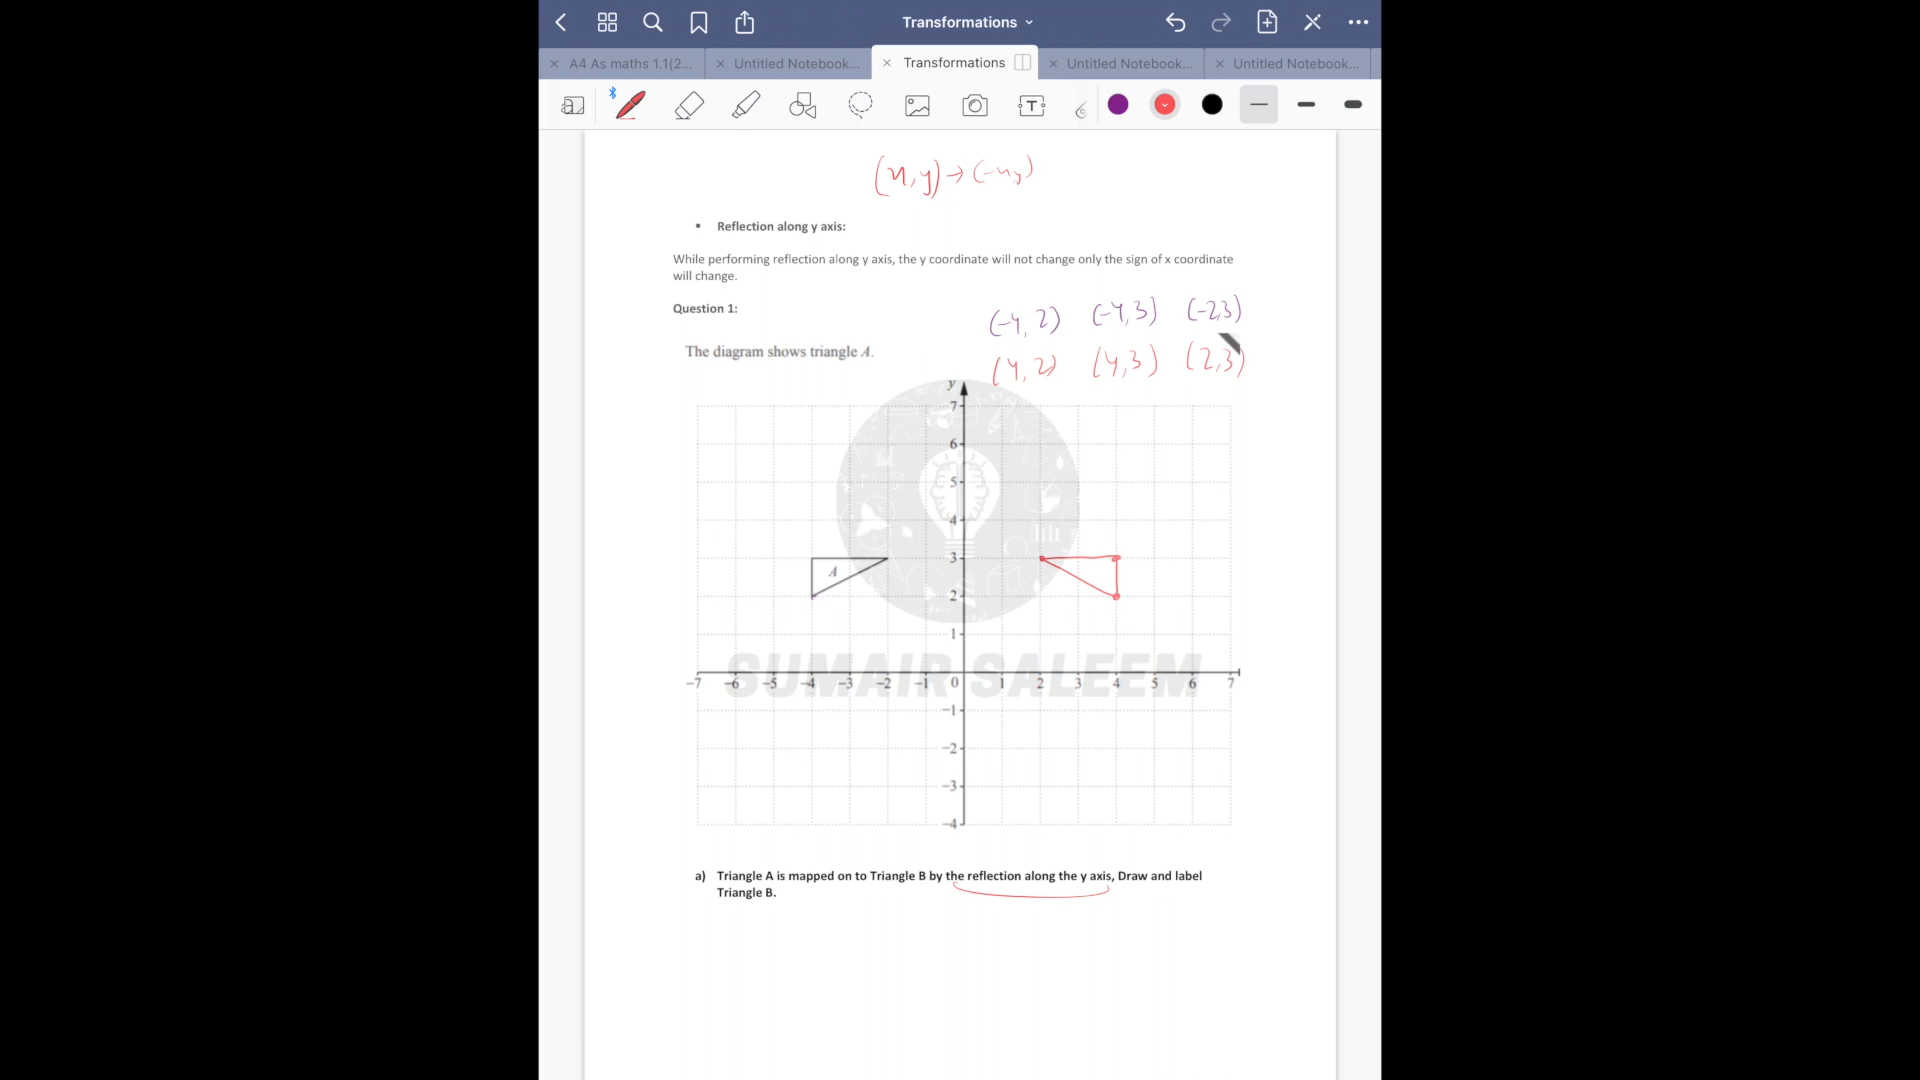 Transformations
A4 As maths 1.1(2... Untitled Notebook... Transformations Untitled Notebook... Untitled Notebook...
(x,y)→(-x,y)
▪ Reflection along y axis:
While performing reflection along y axis, the y coordinate will not change only the sign of x coordinate
will change.
Question 1:
(-4, 2) (-4,3) (-2,3)
The diagram shows triangle A.
(4, 2) (4,3) (2,3)
y
7
6
5
4
3
A
2
1
SUMAIR SALEEM
-7 -6 -5 -4 -3 -2 -1 0 1 2 3 4 5 6 7
-1
-2
-3
-4
a) Triangle A is mapped on to Triangle B by the reflection along the y axis, Draw and label
Triangle B.